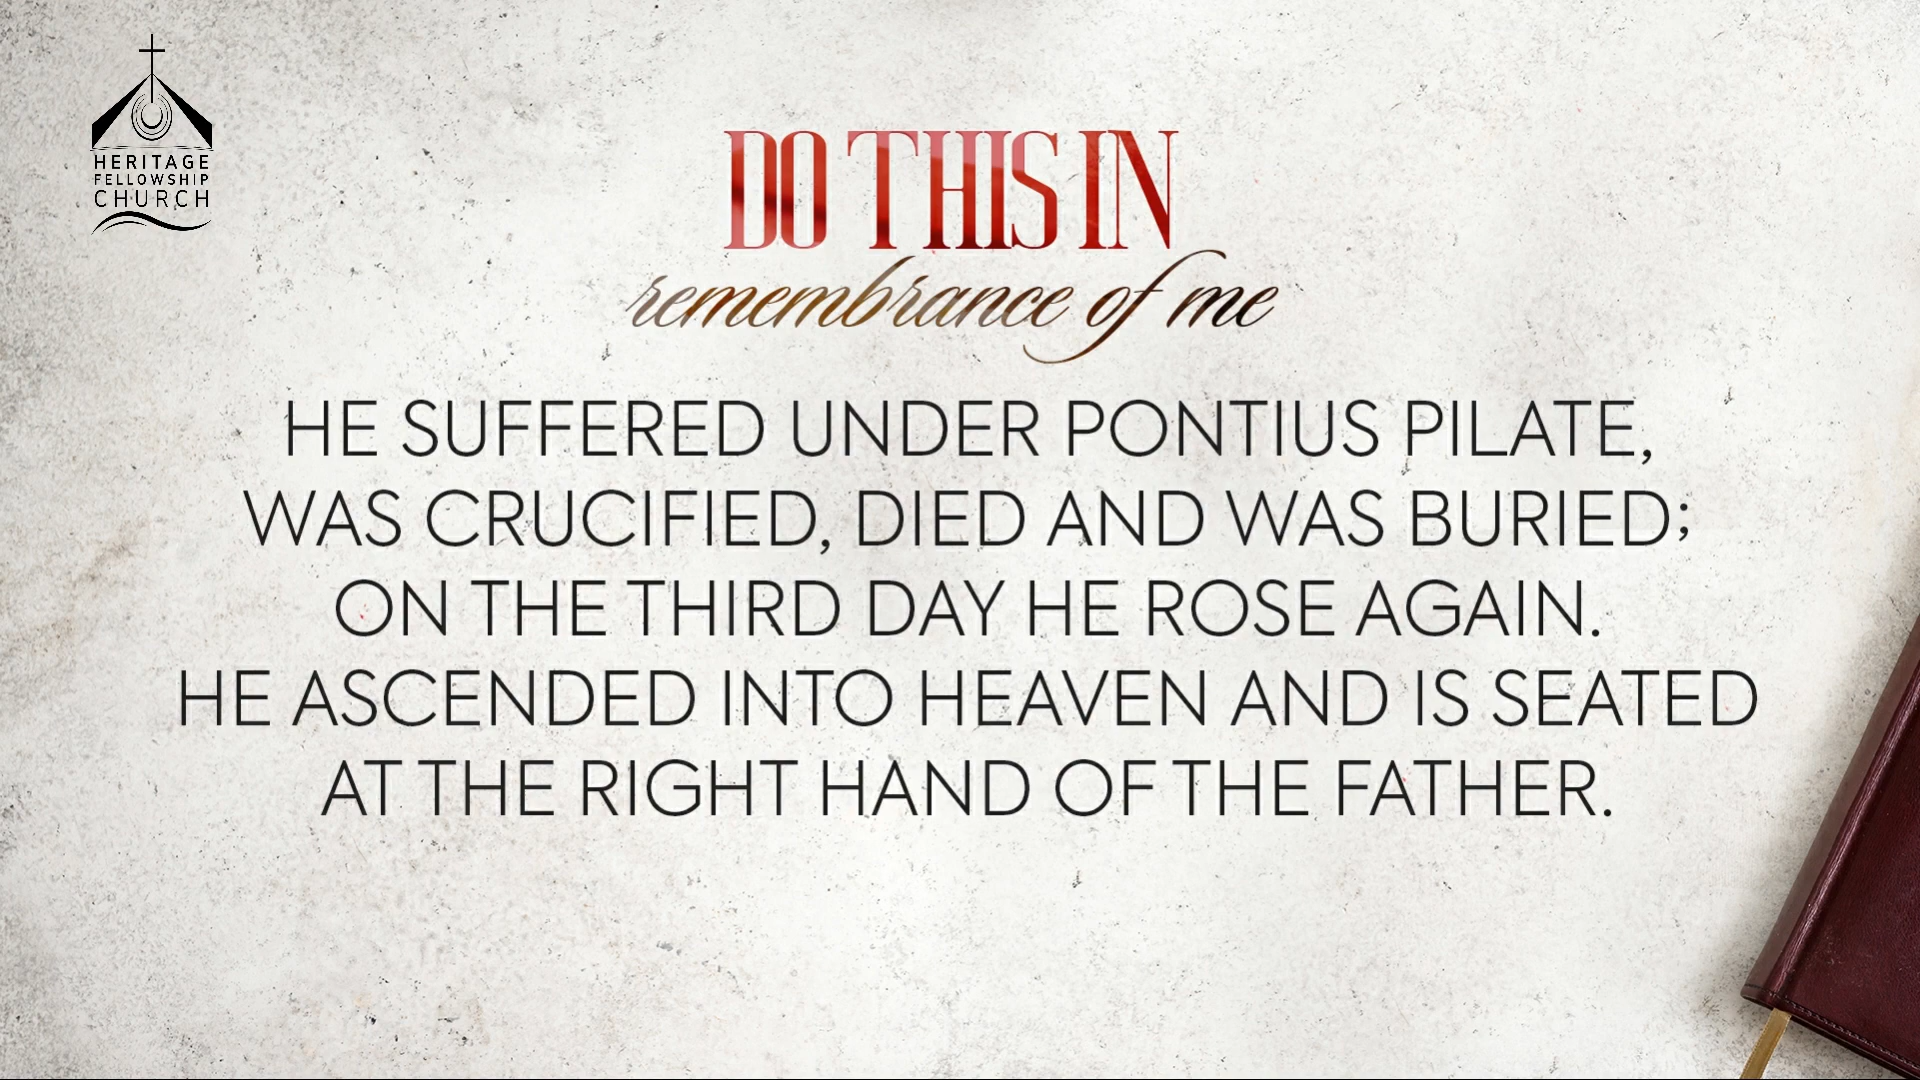 HERITAGE
FELLOWSHIP
CHURCH
DO THIS IN
remembrance of me
HE SUFFERED UNDER PONTIUS PILATE,
WAS CRUCIFIED, DIED AND WAS BURIED;
ON THE THIRD DAY HE ROSE AGAIN.
HE ASCENDED INTO HEAVEN AND IS SEATED
AT THE RIGHT HAND OF THE FATHER.